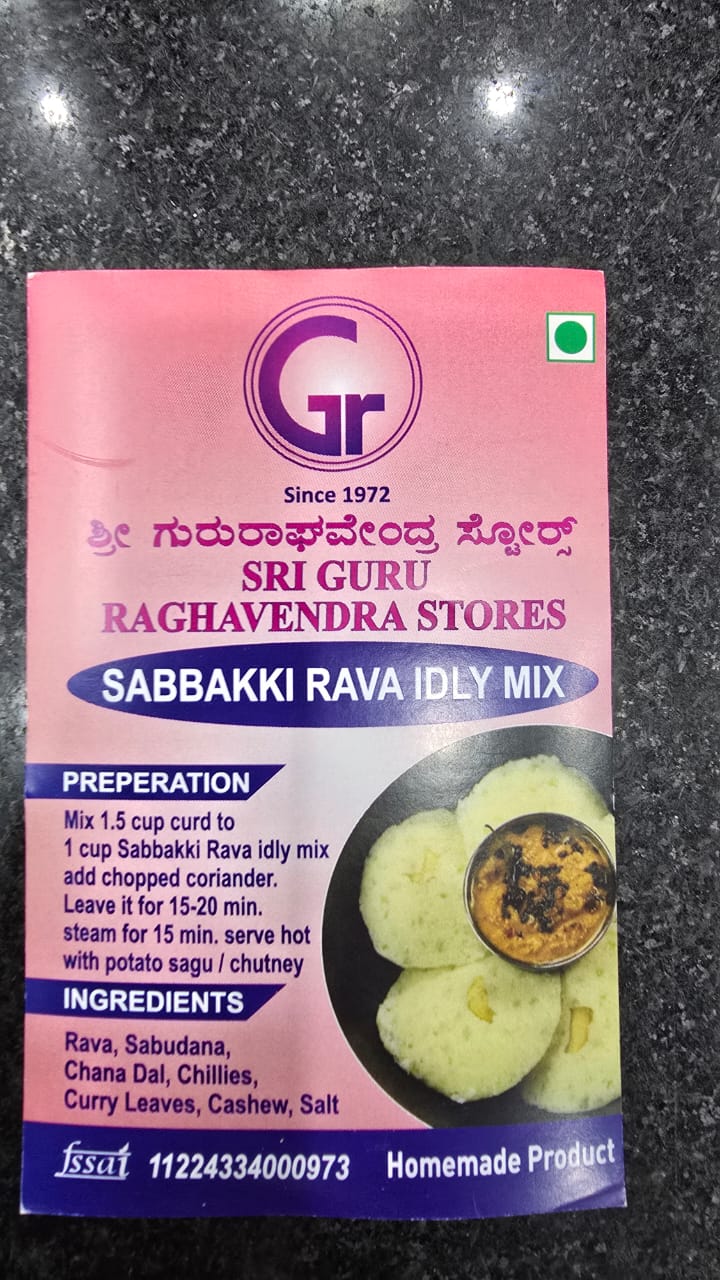 Gr
Since 1972
ಶ್ರೀ ಗುರುರಾಘವೇಂದ್ರ ಸ್ಟೋರ್ಸ್
SRI GURU
RAGHAVENDRA STORES
SABBAKKI RAVA IDLY MIX
PREPERATION
Mix 1.5 cup curd to
1 cup Sabbakki Rava idly mix
add chopped coriander.
Leave it for 15-20 min.
steam for 15 min. serve hot
with potato sagu / chutney
INGREDIENTS
Rava, Sabudana,
Chana Dal, Chillies,
Curry Leaves, Cashew, Salt
fssai 11224334000973 Homemade Product